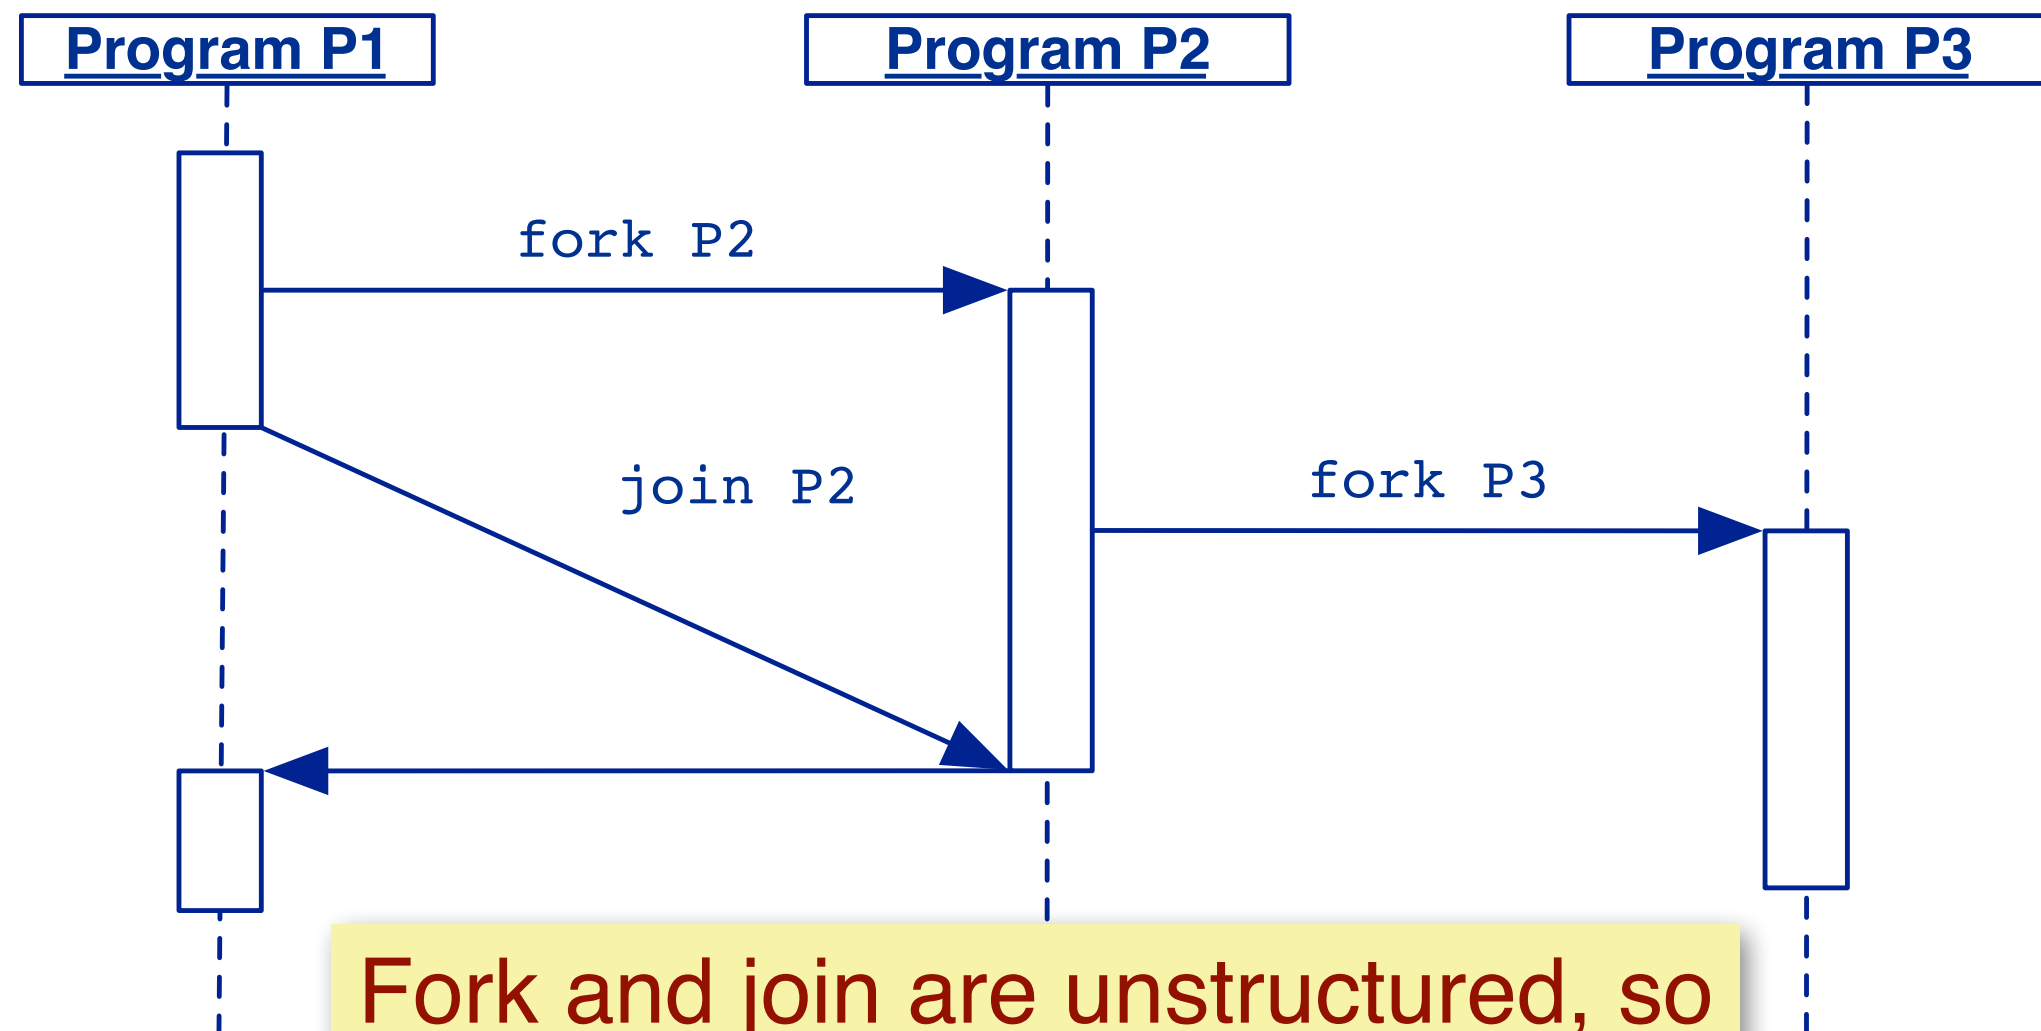 Program P1
Program P2
Program P3
fork P2
join P2
fork P3
Fork and join are unstructured, so